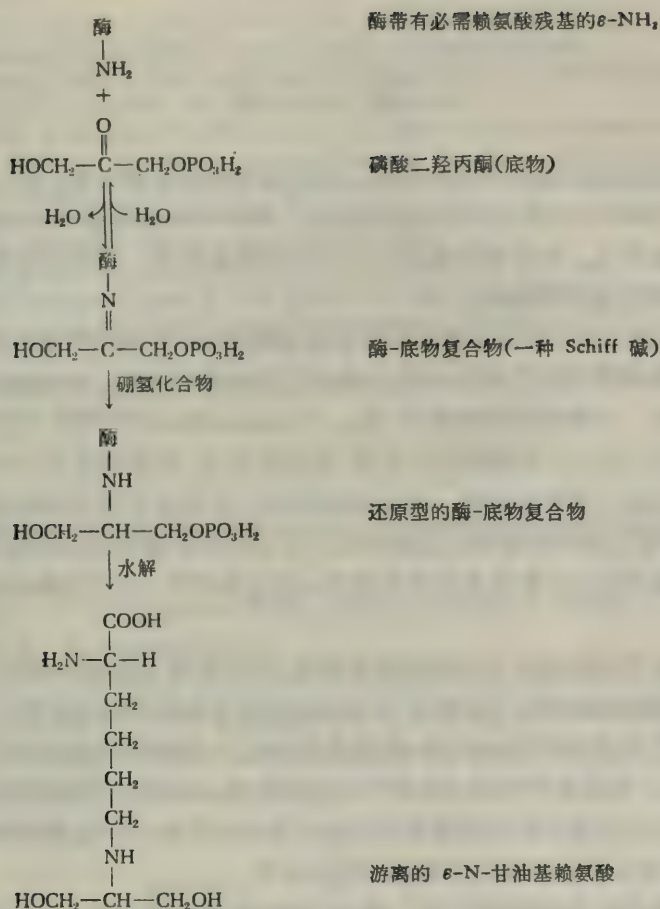 酶 酶带有必需赖氨酸残基的ε-NH₂
NH₂
+
O
HOCH₂—C—CH₂OPO₃H₂ 磷酸二羟丙酮(底物)
H₂O H₂O
酶
N
HOCH₂—C—CH₂OPO₃H₂ 酶-底物复合物(一种 Schiff 碱)
硼氢化合物
酶
NH
HOCH₂—CH—CH₂OPO₃H₂ 还原型的酶-底物复合物
水解
COOH
H₂N—C—H
CH₂
CH₂
CH₂
CH₂
NH 游离的 ε-N-甘油基赖氨酸
HOCH₂—CH—CH₂OH